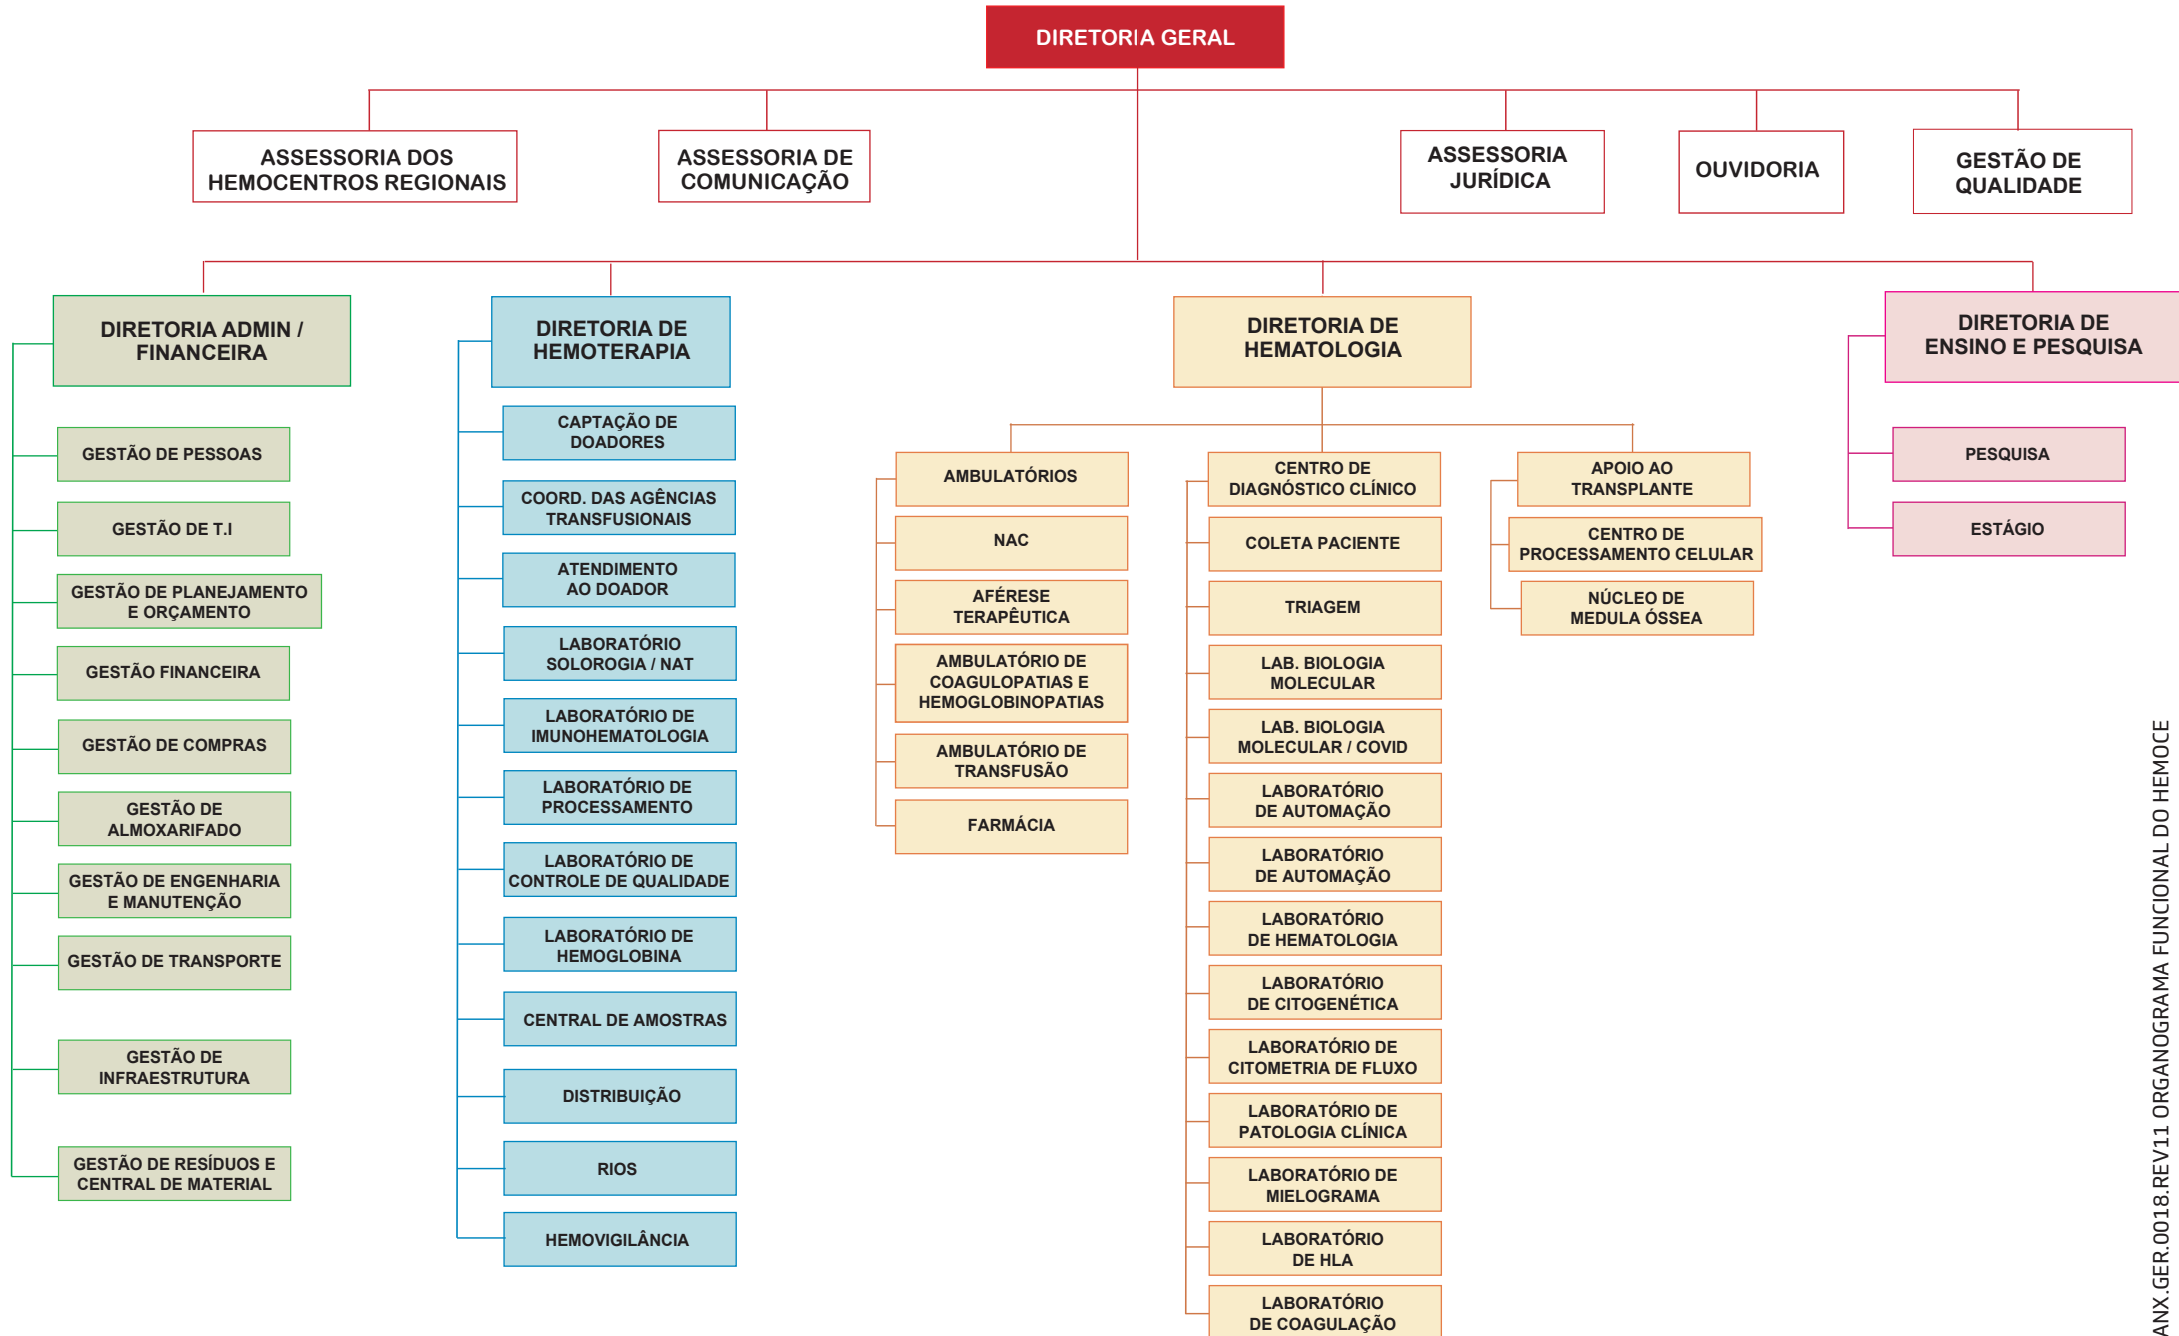 DIRETORIA GERAL
ASSESSORIA DOS
HEMOCENTROS REGIONAIS
ASSESSORIA DE
COMUNICAÇÃO
ASSESSORIA
JURÍDICA
OUVIDORIA
GESTÃO DE
QUALIDADE
DIRETORIA ADMIN /
FINANCEIRA
GESTÃO DE PESSOAS
GESTÃO DE T.I
GESTÃO DE PLANEJAMENTO
E ORÇAMENTO
GESTÃO FINANCEIRA
GESTÃO DE COMPRAS
GESTÃO DE
ALMOXARIFADO
GESTÃO DE ENGENHARIA
E MANUTENÇÃO
GESTÃO DE TRANSPORTE
GESTÃO DE
INFRAESTRUTURA
GESTÃO DE RESÍDUOS E
CENTRAL DE MATERIAL
DIRETORIA DE
HEMOTERAPIA
CAPTAÇÃO DE
DOADORES
COORD. DAS AGÊNCIAS
TRANSFUSIONAIS
ATENDIMENTO
AO DOADOR
LABORATÓRIO
SOLOROGIA / NAT
LABORATÓRIO DE
IMUNOHEMATOLOGIA
LABORATÓRIO DE
PROCESSAMENTO
LABORATÓRIO DE
CONTROLE DE QUALIDADE
LABORATÓRIO DE
HEMOGLOBINA
CENTRAL DE AMOSTRAS
DISTRIBUIÇÃO
RIOS
HEMOVIGILÂNCIA
DIRETORIA DE
HEMATOLOGIA
AMBULATÓRIOS
NAC
AFÉRESE
TERAPÊUTICA
AMBULATÓRIO DE
COAGULOPATIAS E
HEMOGLOBINOPATIAS
AMBULATÓRIO DE
TRANSFUSÃO
FARMÁCIA
CENTRO DE
DIAGNÓSTICO CLÍNICO
COLETA PACIENTE
TRIAGEM
LAB. BIOLOGIA
MOLECULAR
LAB. BIOLOGIA
MOLECULAR / COVID
LABORATÓRIO
DE AUTOMAÇÃO
LABORATÓRIO
DE AUTOMAÇÃO
LABORATÓRIO
DE HEMATOLOGIA
LABORATÓRIO
DE CITOGENÉTICA
LABORATÓRIO DE
CITOMETRIA DE FLUXO
LABORATÓRIO DE
PATOLOGIA CLÍNICA
LABORATÓRIO DE
MIELOGRAMA
LABORATÓRIO
DE HLA
LABORATÓRIO
DE COAGULAÇÃO
APOIO AO
TRANSPLANTE
CENTRO DE
PROCESSAMENTO CELULAR
NÚCLEO DE
MEDULA ÓSSEA
DIRETORIA DE
ENSINO E PESQUISA
PESQUISA
ESTÁGIO
ANX.GER.0018.REV11 ORGANOGRAMA FUNCIONAL DO HEMOCE